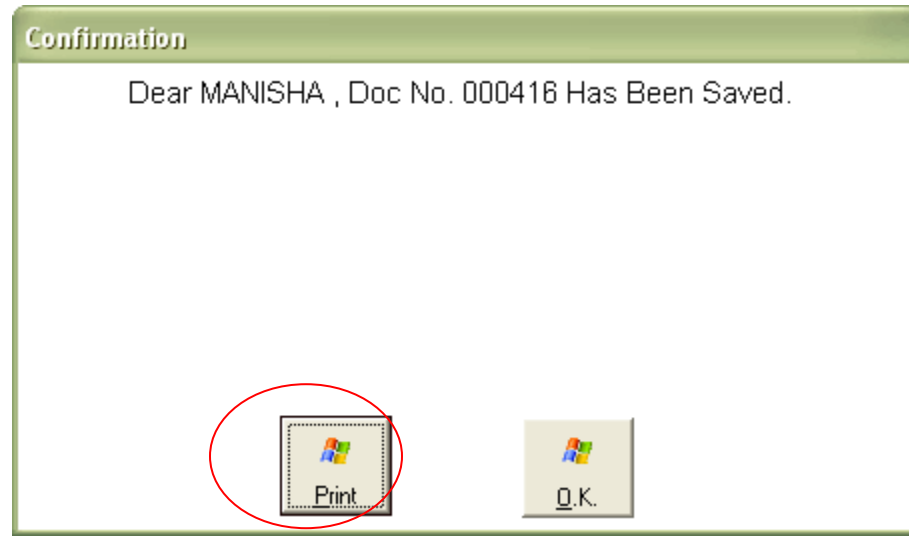 Confirmation
Dear MANISHA , Doc No. 000416 Has Been Saved.
Print
O.K.